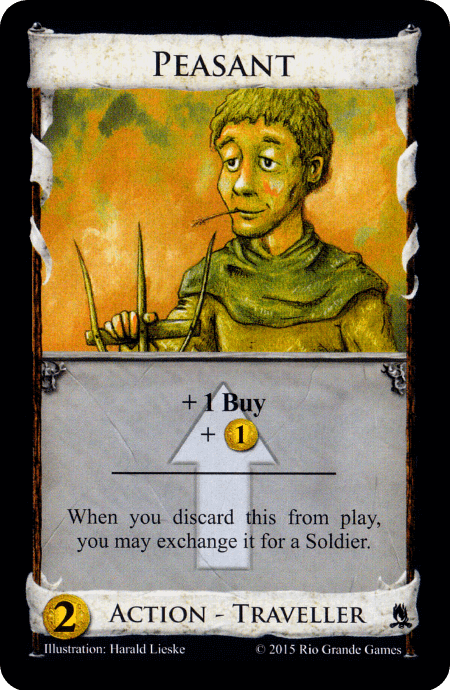 PEASANT
+ 1 Buy
+ 1
When you discard this from play,
you may exchange it for a Soldier.
2 ACTION - TRAVELLER
Illustration: Harald Lieske © 2015 Rio Grande Games